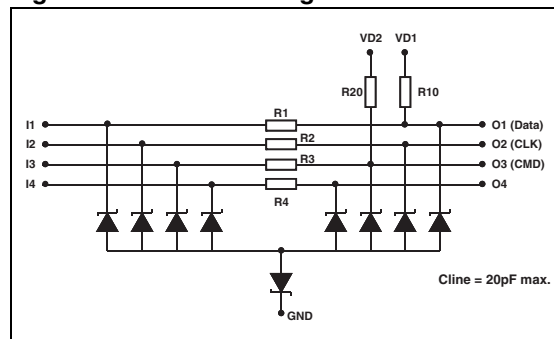 VD2 VD1
R20 R10
I1 R1 O1 (Data)
I2 R2 O2 (CLK)
I3 R3 O3 (CMD)
I4 R4 O4
Cline = 20pF max.
GND